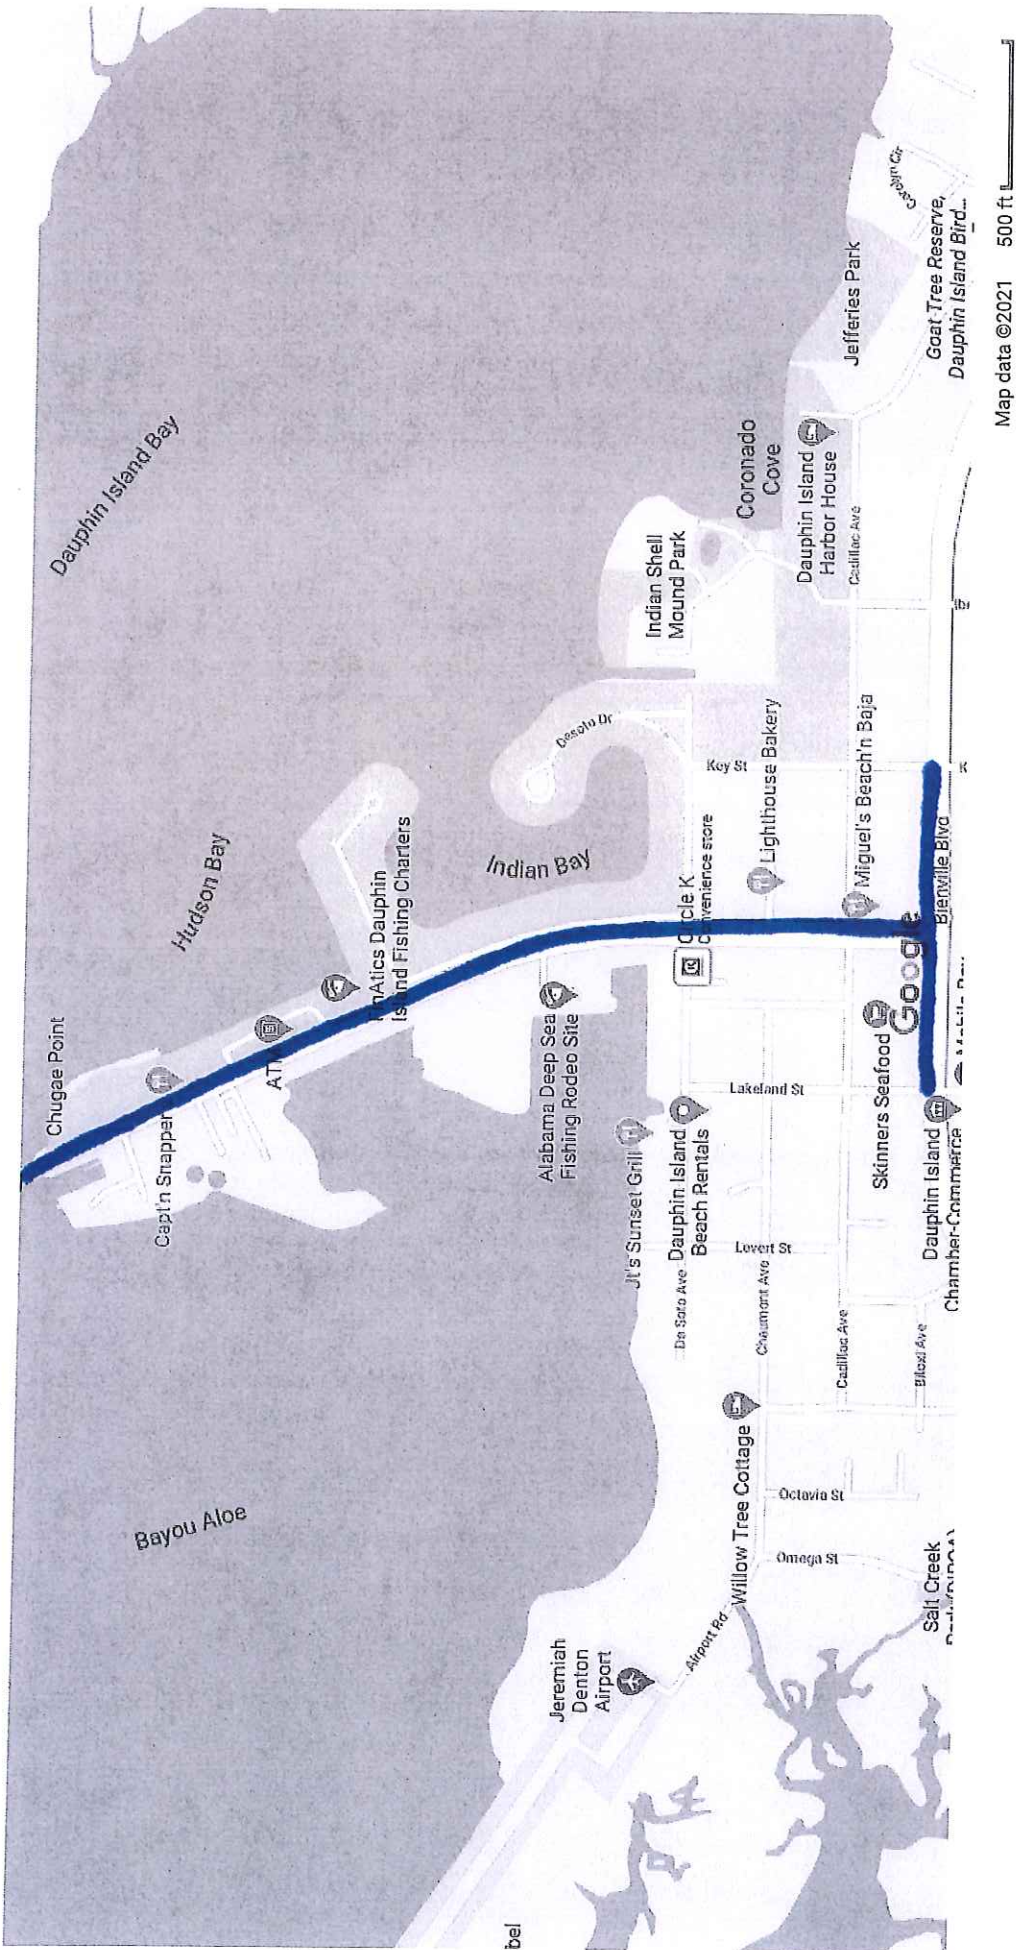 Chugae Point
Dauphin Island Bay
Hudson Bay
Capt'n Snapper
ATM
Bayou Aloe
Island Fishing Charters
Indian Bay
Desoto Dr
Alabama Deep Sea
Fishing Rodeo Site
Jeremiah
Denton
Airport
Airport Rd
Jt's Sunset Grill
Dauphin Island
Beach Rentals
Circle K
Convenience store
Indian Shell
Mound Park
Coronado
Cove
Key St
Lighthouse Bakery
Dauphin Island
Harbor House
Jefferies Park
De Soto Ave
Lakeland St
Levert St
Chaumont Ave
Willow Tree Cottage
Octavia St
Omega St
Cadillac Ave
Cadillac Ave
Miguel's Beach'n Baja
Skinners Seafood
Google
Bienville Blvd
Biloxi Ave
Dauphin Island
Chamber-Commerce
Salt Creek
Goat-Tree Reserve,
Dauphin Island Bird...
Map data ©2021 500 ft